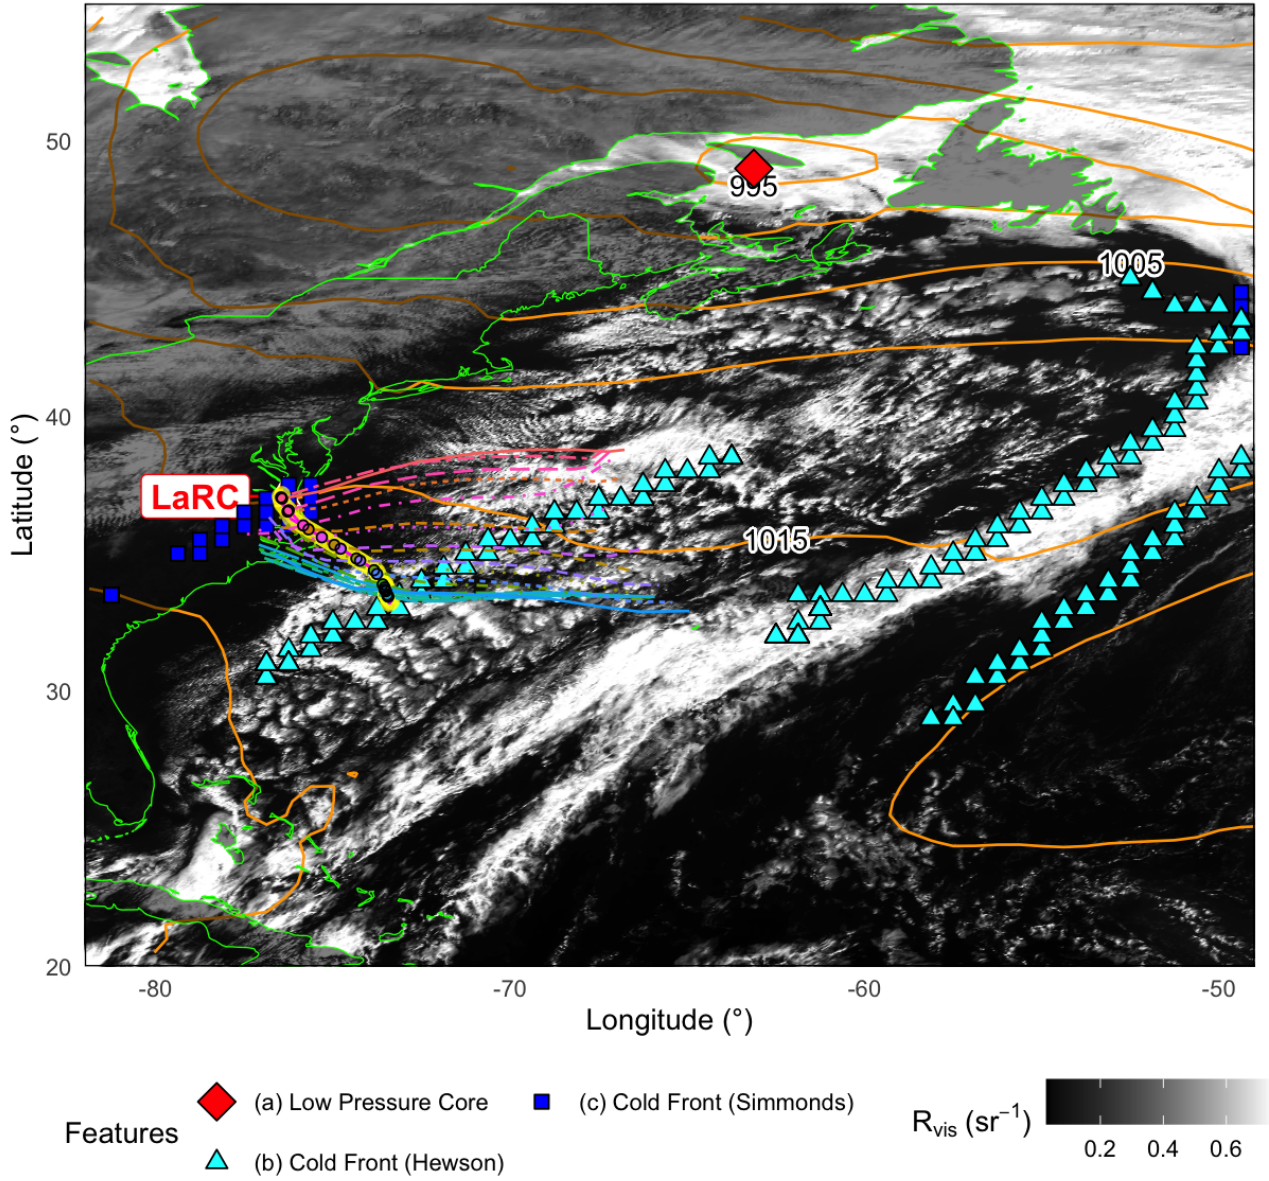 50
40
30
20
Latitude (°)
995
1005
LaRC
1015
-80
-70
-60
-50
Longitude (°)
Features
(a) Low Pressure Core
(c) Cold Front (Simmonds)
(b) Cold Front (Hewson)
Rvis (sr−1)
0.2
0.4
0.6